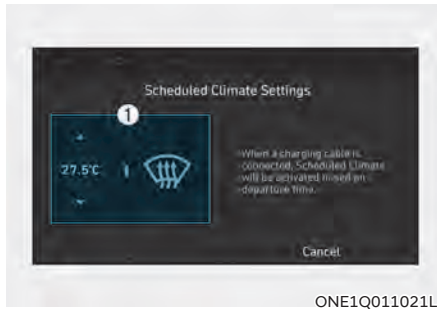 Scheduled Climate Settings
1
27.5°C
When a charging cable is
connected, Scheduled Climate
will be activated based on
departure time.
Cancel
ONE1Q011021L